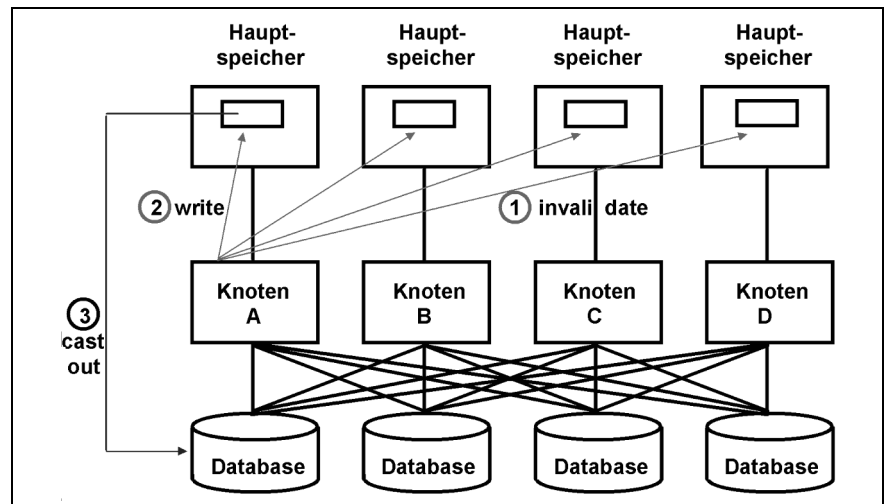 Haupt-
speicher
Haupt-
speicher
Haupt-
speicher
Haupt-
speicher
2 write
1 invali date
Knoten
A
Knoten
B
Knoten
C
Knoten
D
3
cast
out
Database
Database
Database
Database